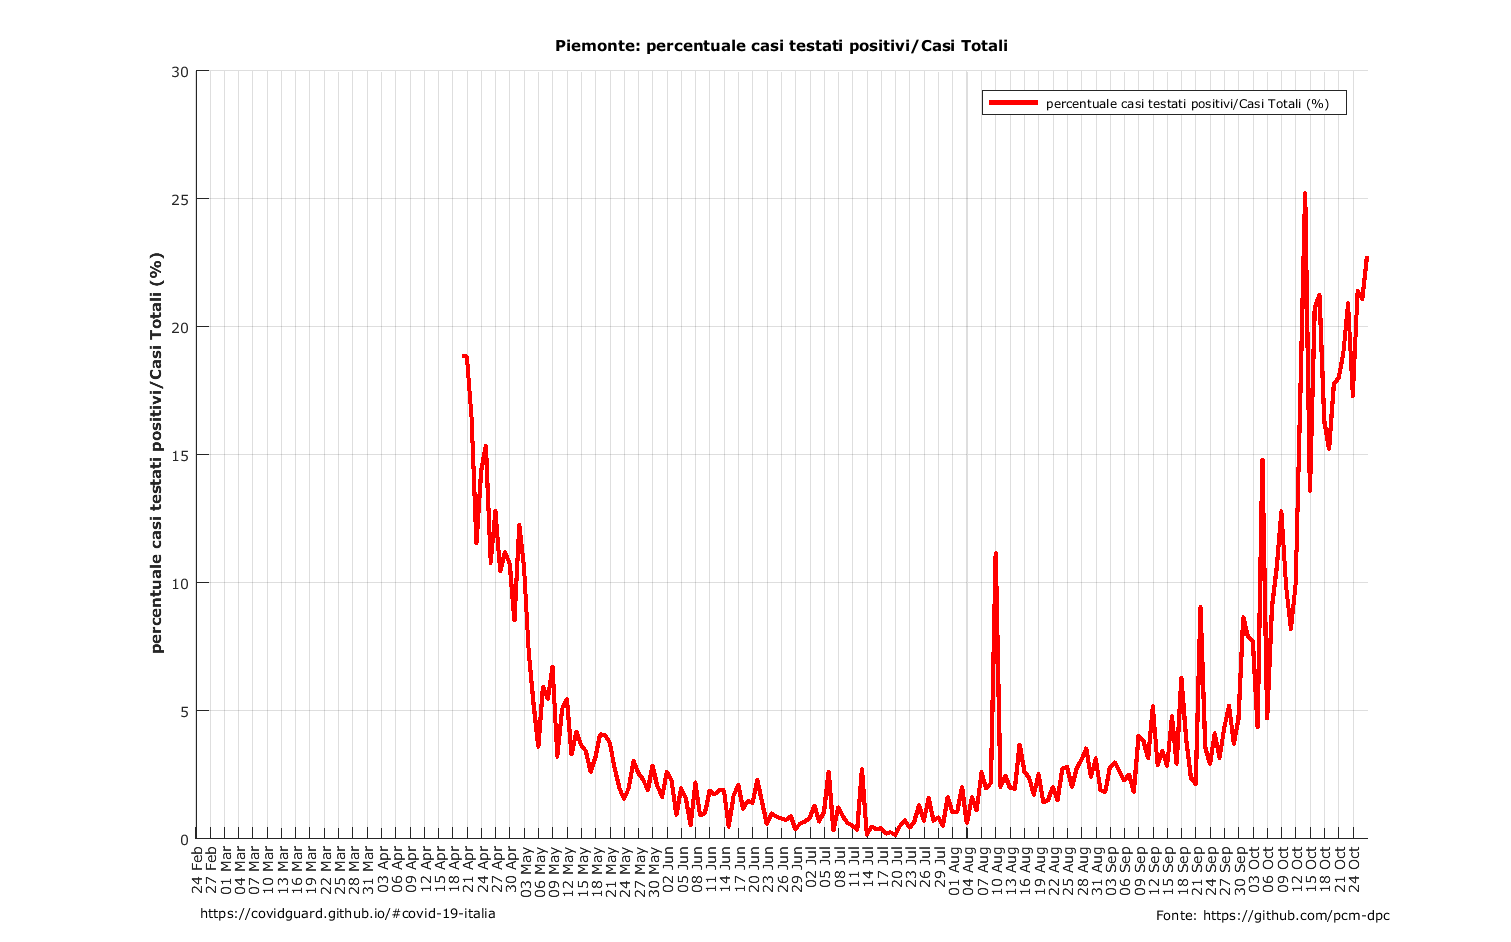 Piemonte: percentuale casi testati positivi/Casi Totali
percentuale casi testati positivi/Casi Totali (%)
percentuale casi testati positivi/Casi Totali (%)
30
25
20
15
10
5
0
24 Feb
27 Feb
01 Mar
04 Mar
07 Mar
10 Mar
13 Mar
16 Mar
19 Mar
22 Mar
25 Mar
28 Mar
31 Mar
03 Apr
06 Apr
09 Apr
12 Apr
15 Apr
18 Apr
21 Apr
24 Apr
27 Apr
30 Apr
03 May
06 May
09 May
12 May
15 May
18 May
21 May
24 May
27 May
30 May
02 Jun
05 Jun
08 Jun
11 Jun
14 Jun
17 Jun
20 Jun
23 Jun
26 Jun
29 Jun
02 Jul
05 Jul
08 Jul
11 Jul
14 Jul
17 Jul
20 Jul
23 Jul
26 Jul
29 Jul
01 Aug
04 Aug
07 Aug
10 Aug
13 Aug
16 Aug
19 Aug
22 Aug
25 Aug
28 Aug
31 Aug
03 Sep
06 Sep
09 Sep
12 Sep
15 Sep
18 Sep
21 Sep
24 Sep
27 Sep
30 Sep
03 Oct
06 Oct
09 Oct
12 Oct
15 Oct
18 Oct
21 Oct
24 Oct
https://covidguard.github.io/#covid-19-italia
Fonte: https://github.com/pcm-dpc